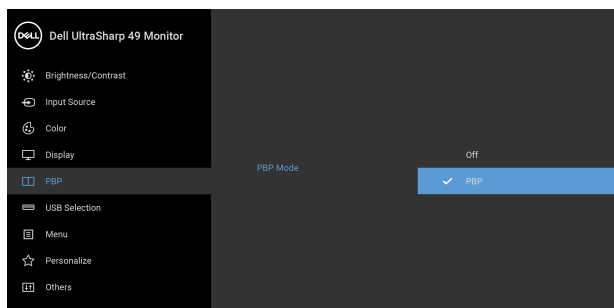 DELL
Dell UltraSharp 49 Monitor
Brightness/Contrast
Input Source
Color
Display
PBP
USB Selection
Menu
Personalize
Others
PBP Mode
Off
PBP